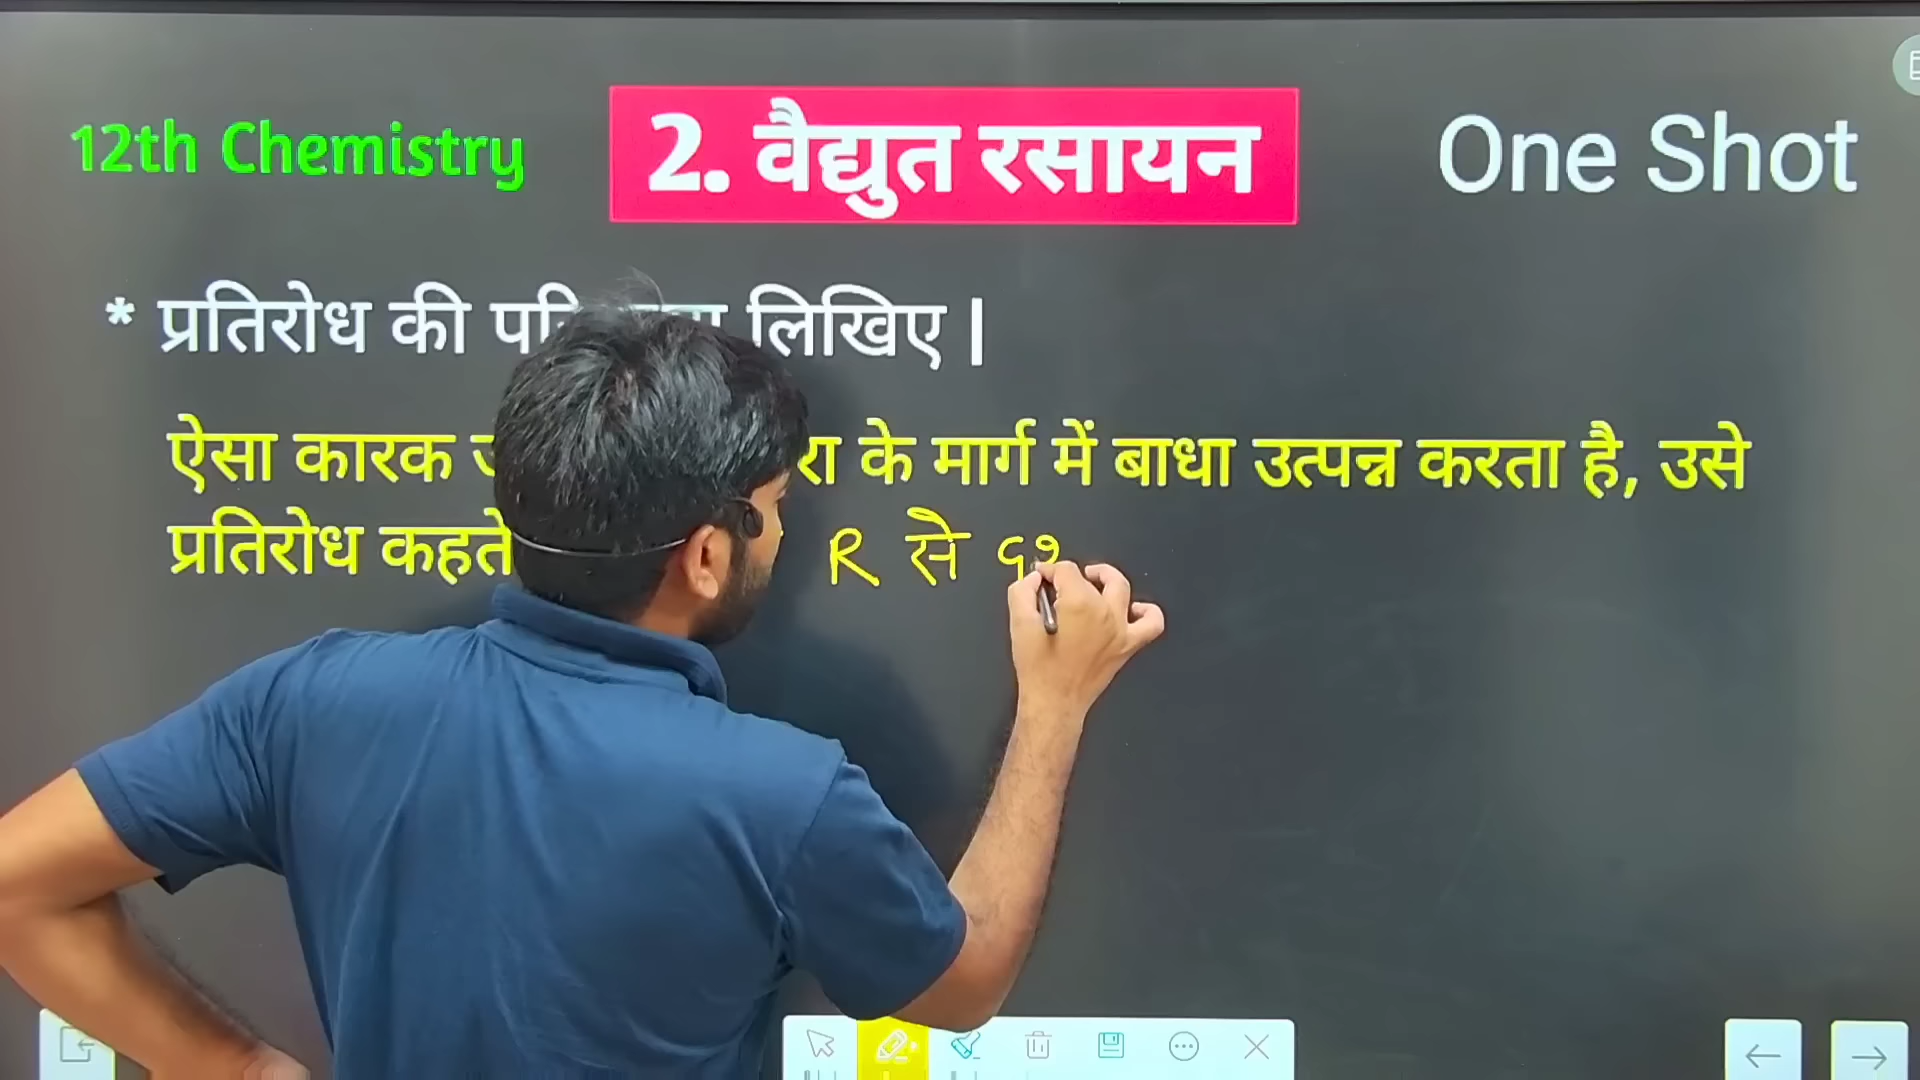 12th Chemistry
2. वैद्युत रसायन
One Shot
* प्रतिरोध की लिखिए |
ऐसा कारक के मार्ग में बाधा उत्पन्न करता है, उसे
प्रतिरोध कहते R से